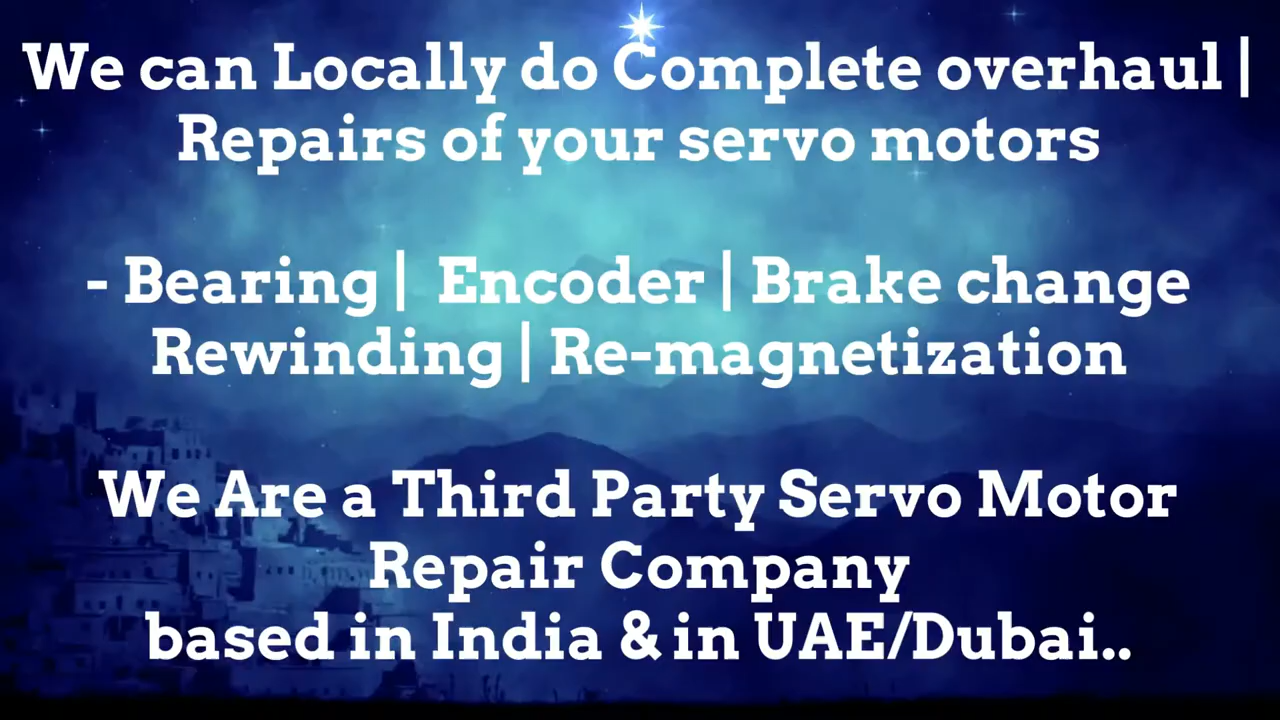 We can Locally do Complete overhaul |
Repairs of your servo motors
- Bearing | Encoder | Brake change
Rewinding | Re-magnetization
We Are a Third Party Servo Motor
Repair Company
based in India & in UAE/Dubai..